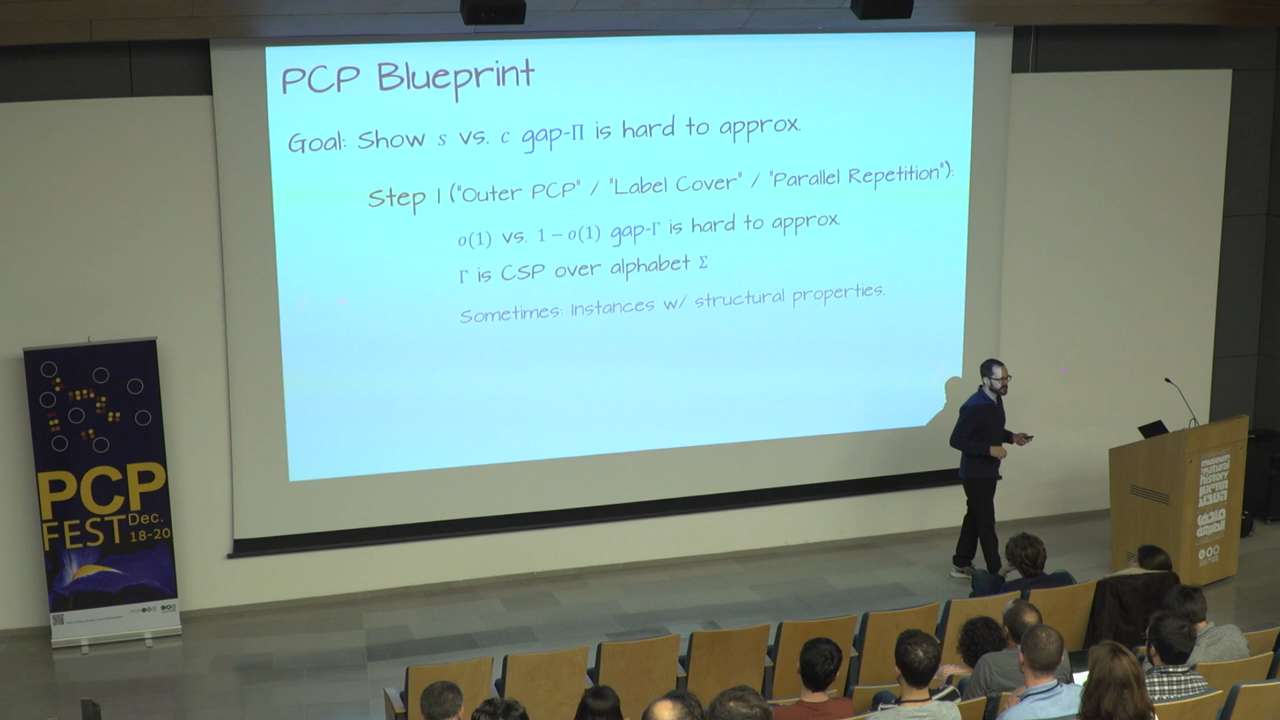 PCP Blueprint
Goal: Show s vs. c gap-Π is hard to approx.
Step 1 ("Outer PCP" / "Label Cover" / "Parallel Repetition"):
o(1) vs. 1 − o(1) gap-Γ is hard to approx.
Γ is CSP over alphabet Σ
Sometimes: Instances w/ structural properties.
PCP
FEST Dec.
18-20
natural
history